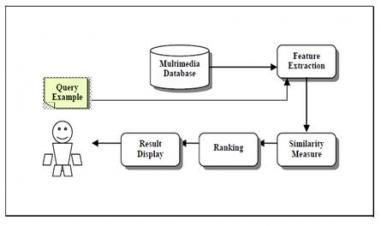 Multimedia
Database
Feature
Extraction
Query
Example
Result
Display
Ranking
Similarity
Measure